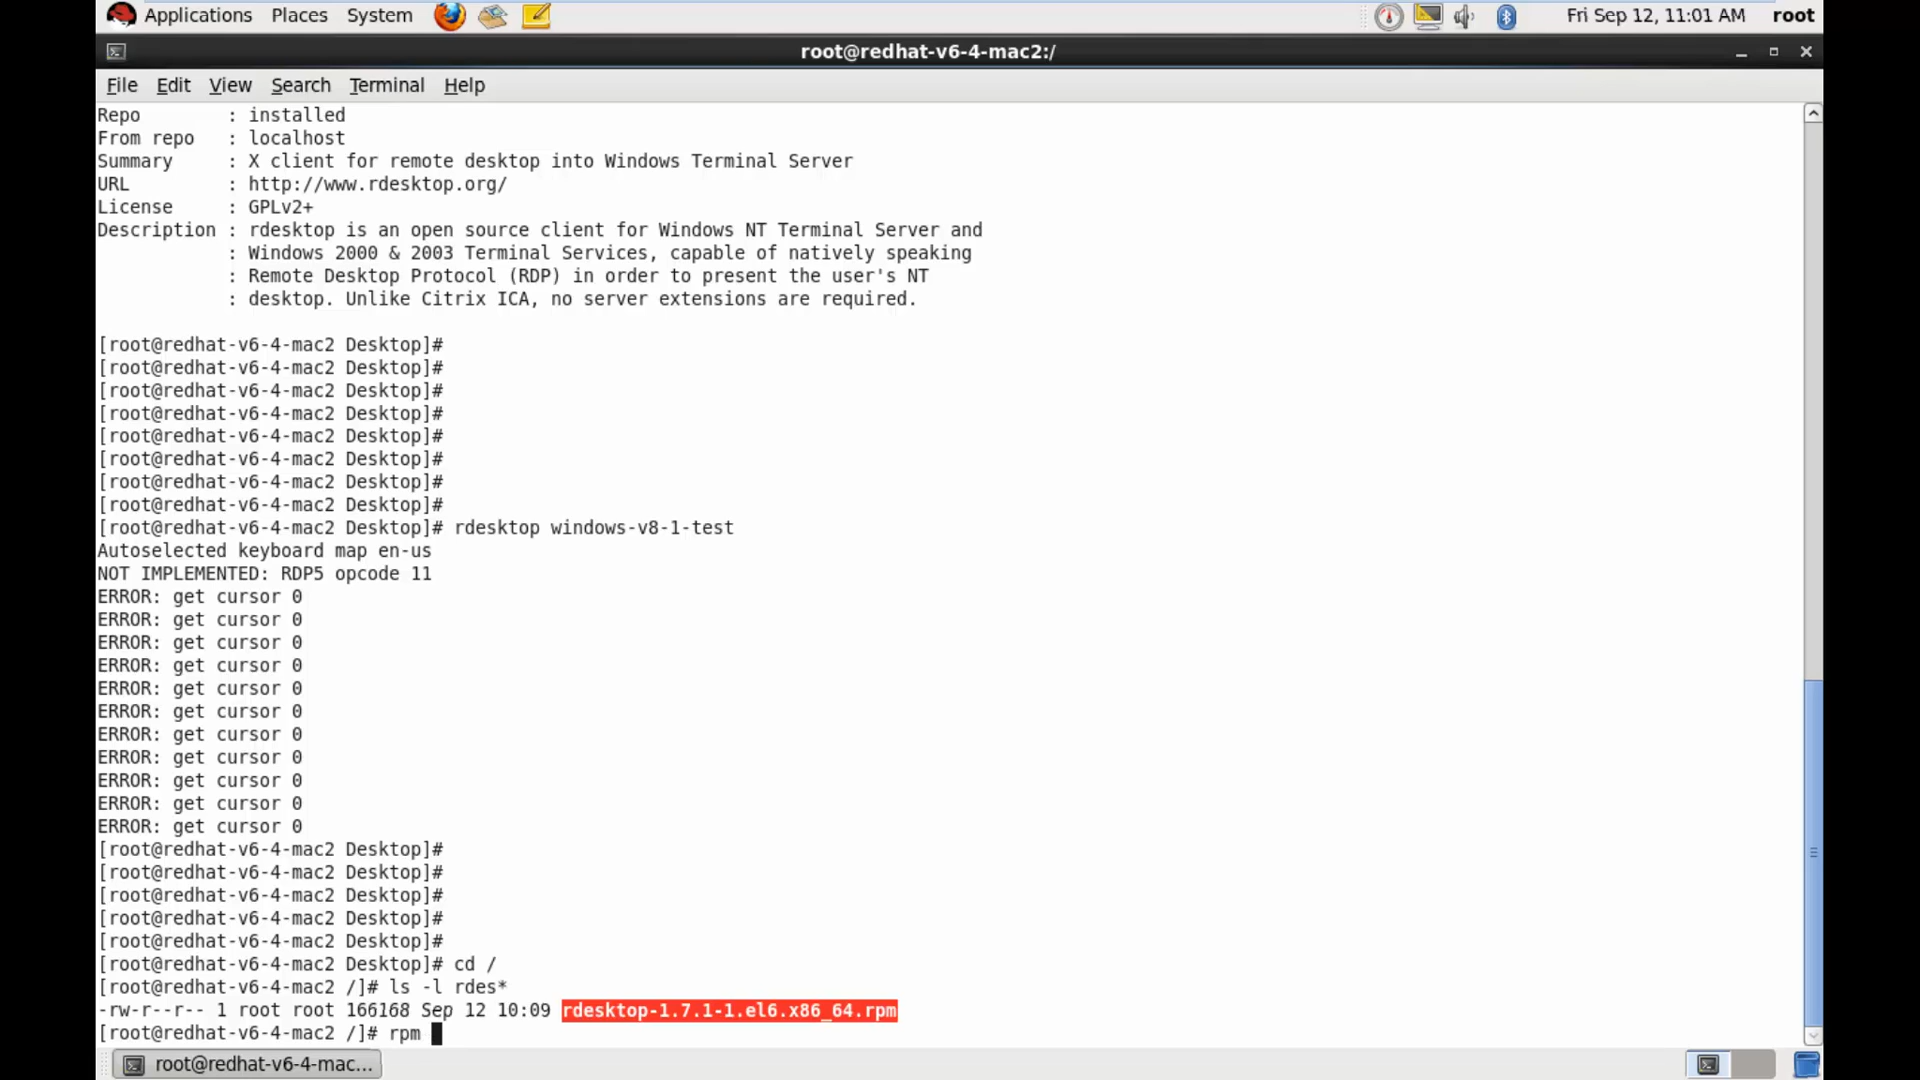 Applications Places System Fri Sep 12, 11:01 AM root
root@redhat-v6-4-mac2:/
File Edit View Search Terminal Help
Repo : installed
From repo : localhost
Summary : X client for remote desktop into Windows Terminal Server
URL : http://www.rdesktop.org/
License : GPLv2+
Description : rdesktop is an open source client for Windows NT Terminal Server and
: Windows 2000 & 2003 Terminal Services, capable of natively speaking
: Remote Desktop Protocol (RDP) in order to present the user's NT
: desktop. Unlike Citrix ICA, no server extensions are required.
[root@redhat-v6-4-mac2 Desktop]#
[root@redhat-v6-4-mac2 Desktop]#
[root@redhat-v6-4-mac2 Desktop]#
[root@redhat-v6-4-mac2 Desktop]#
[root@redhat-v6-4-mac2 Desktop]#
[root@redhat-v6-4-mac2 Desktop]#
[root@redhat-v6-4-mac2 Desktop]#
[root@redhat-v6-4-mac2 Desktop]#
[root@redhat-v6-4-mac2 Desktop]# rdesktop windows-v8-1-test
Autoselected keyboard map en-us
NOT IMPLEMENTED: RDP5 opcode 11
ERROR: get cursor 0
ERROR: get cursor 0
ERROR: get cursor 0
ERROR: get cursor 0
ERROR: get cursor 0
ERROR: get cursor 0
ERROR: get cursor 0
ERROR: get cursor 0
ERROR: get cursor 0
ERROR: get cursor 0
ERROR: get cursor 0
[root@redhat-v6-4-mac2 Desktop]#
[root@redhat-v6-4-mac2 Desktop]#
[root@redhat-v6-4-mac2 Desktop]#
[root@redhat-v6-4-mac2 Desktop]#
[root@redhat-v6-4-mac2 Desktop]#
[root@redhat-v6-4-mac2 Desktop]# cd /
[root@redhat-v6-4-mac2 /]# ls -l rdes*
-rw-r--r-- 1 root root 166168 Sep 12 10:09 rdesktop-1.7.1-1.el6.x86_64.rpm
[root@redhat-v6-4-mac2 /]# rpm
root@redhat-v6-4-mac...